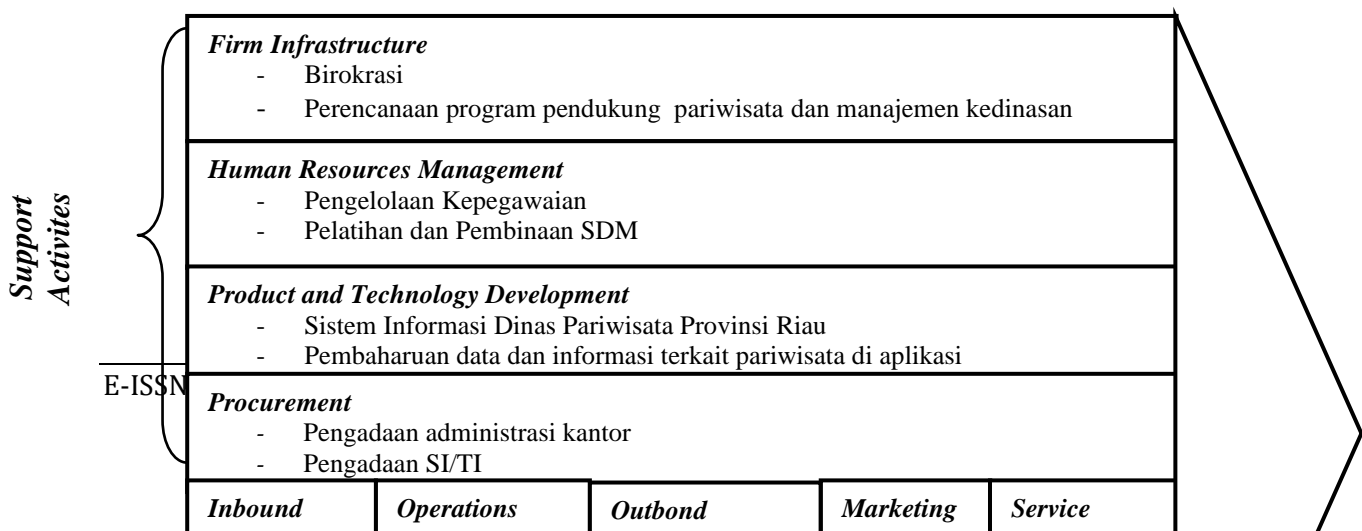 Firm Infrastructure
- Birokrasi
- Perencanaan program pendukung pariwisata dan manajemen kedinasan
Human Resources Management
- Pengelolaan Kepegawaian
- Pelatihan dan Pembinaan SDM
Support
Activites
Product and Technology Development
- Sistem Informasi Dinas Pariwisata Provinsi Riau
- Pembaharuan data dan informasi terkait pariwisata di aplikasi
E-ISSN
Procurement
- Pengadaan administrasi kantor
- Pengadaan SI/TI
Inbound Operations Outbond Marketing Service